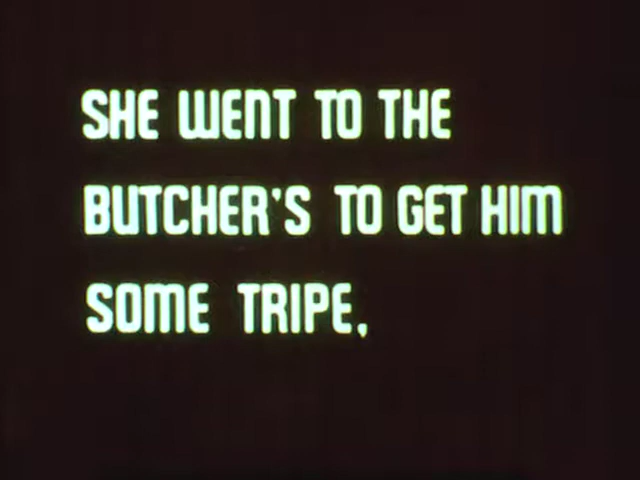 SHE WENT TO THE
BUTCHER'S TO GET HIM
SOME TRIPE,